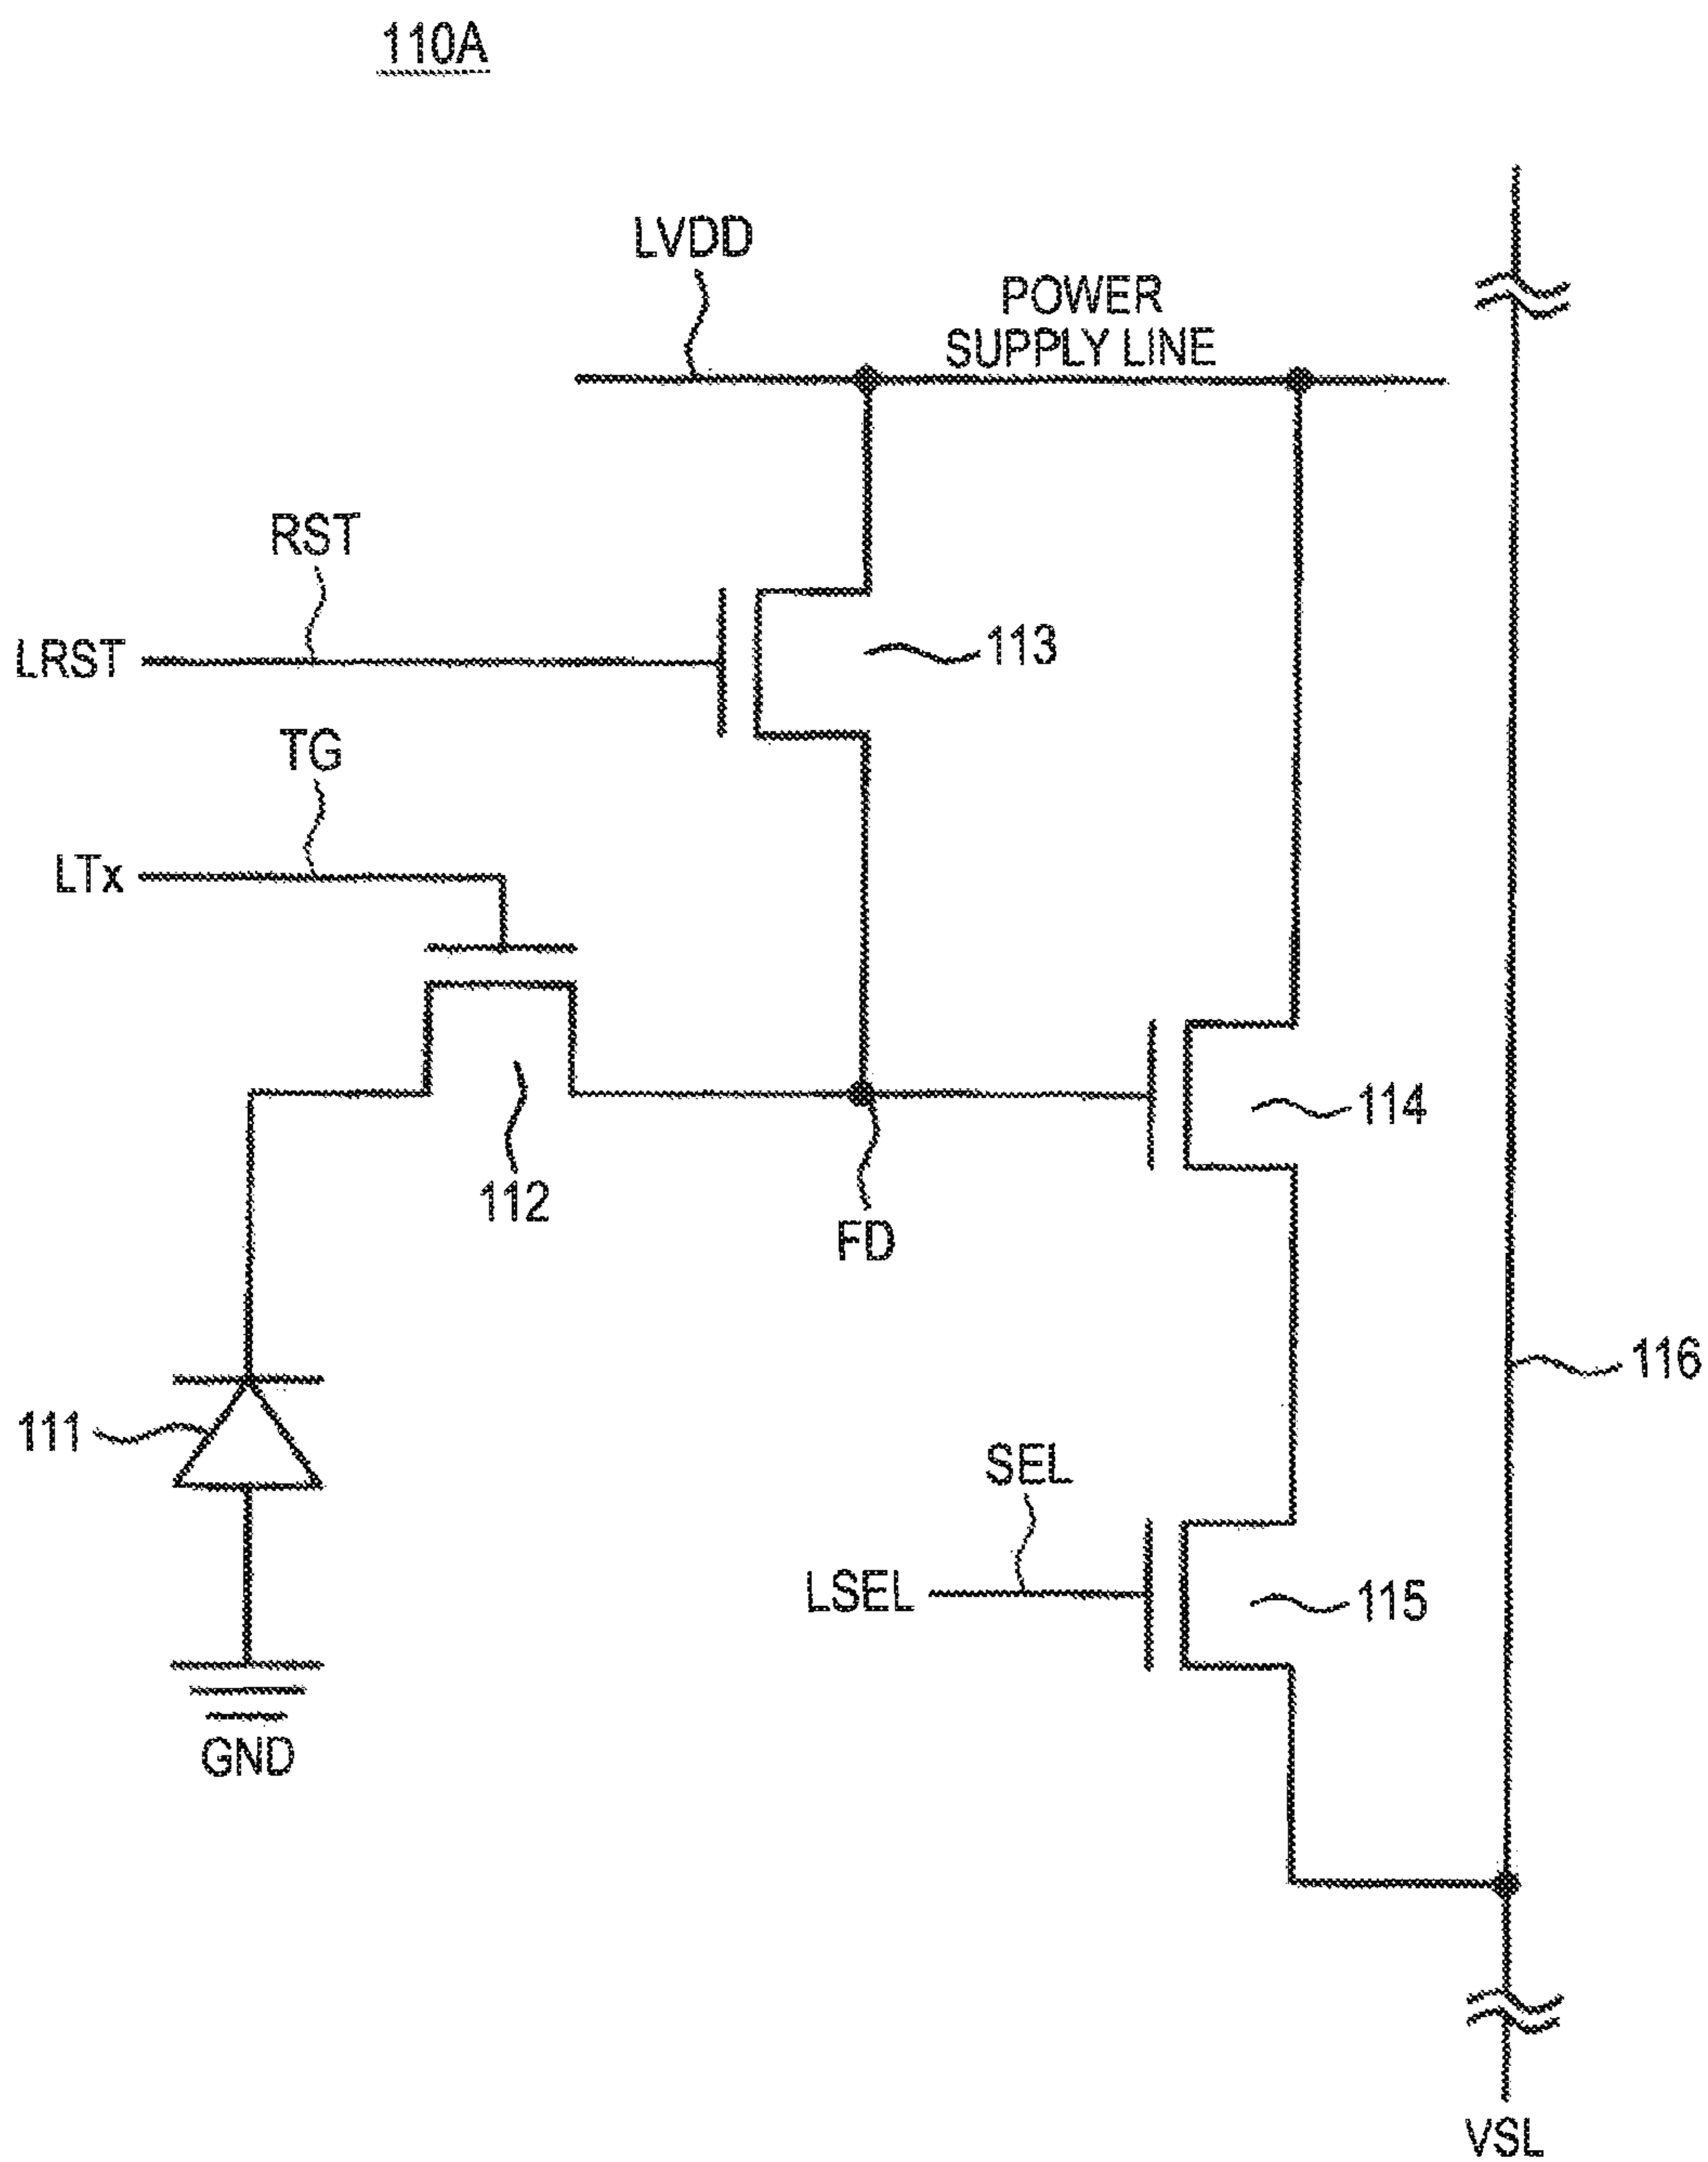 110A
LVDD
POWER
SUPPLY LINE
RST
LRST
113
TG
LTx
114
112
FD
116
111
SEL
LSEL
115
GND
VSL